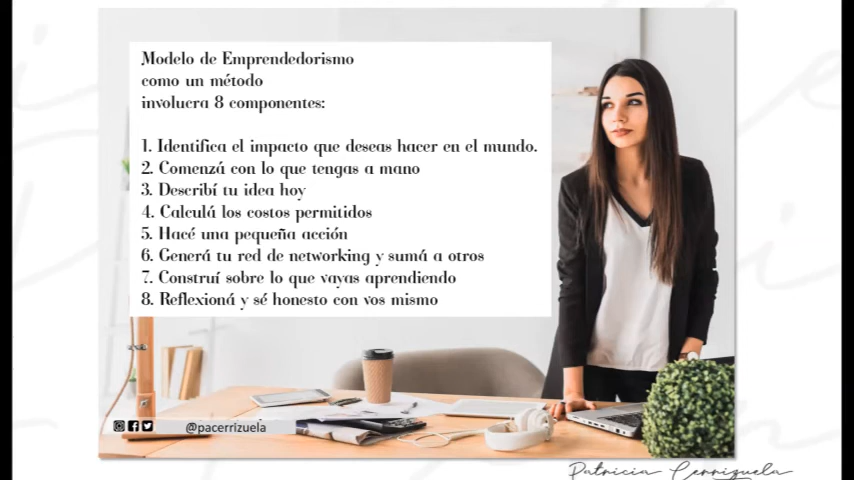 Modelo de Emprendedorismo
como un método
involucra 8 componentes:
1. Identifica el impacto que deseas hacer en el mundo.
2. Comenzá con lo que tengas a mano
3. Describí tu idea hoy
4. Calculá los costos permitidos
5. Hacé una pequeña acción
6. Generá tu red de networking y sumá a otros
7. Construí sobre lo que vayas aprendiendo
8. Reflexioná y sé honesto con vos mismo
@pacerrizuela
Patricia Cerrizuela